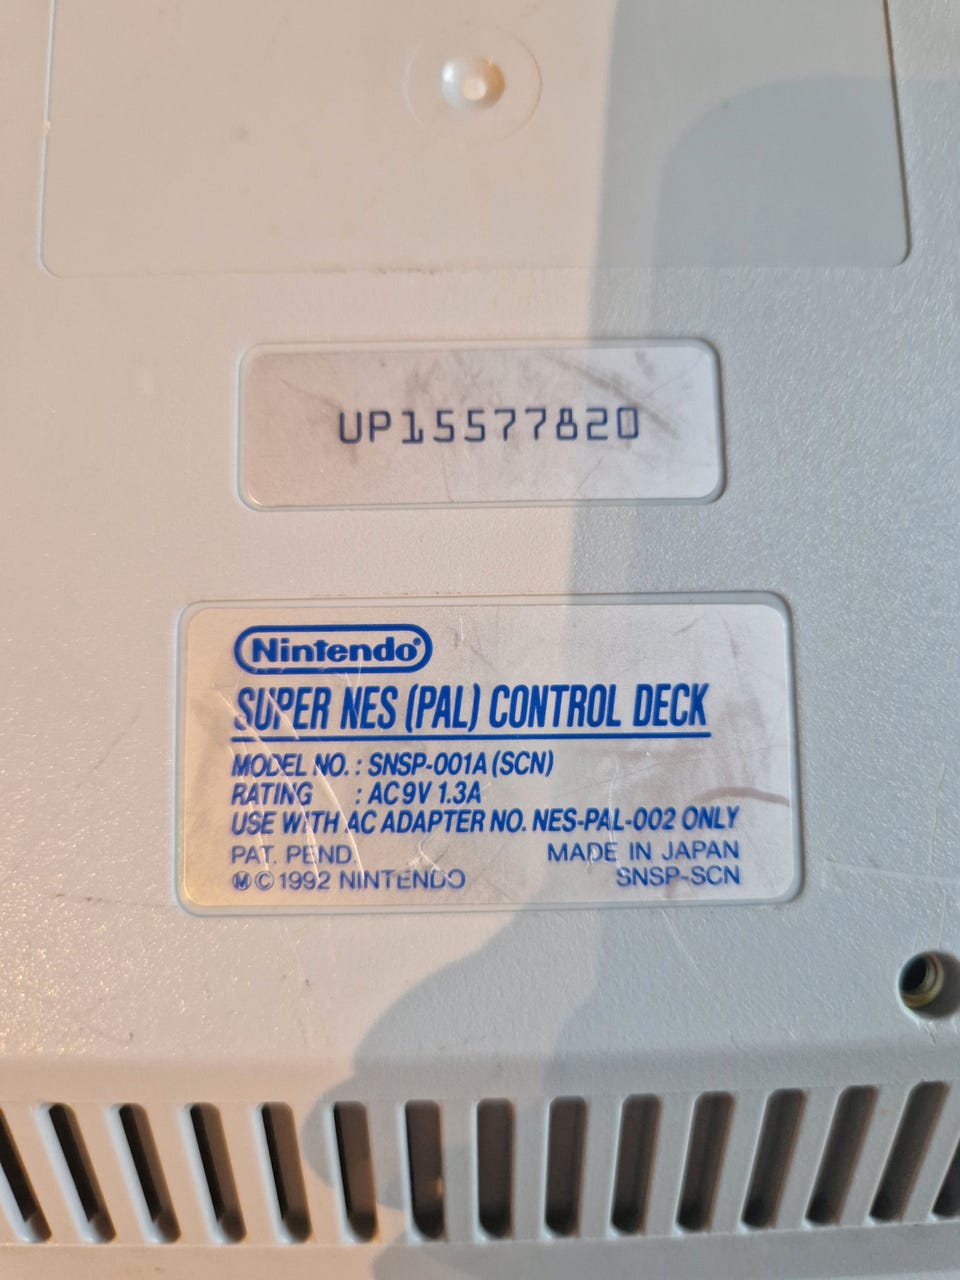 UP15577820
Nintendo®
SUPER NES (PAL) CONTROL DECK
MODEL NO. : SNSP-001A (SCN)
RATING : AC 9V 1.3A
USE WITH AC ADAPTER NO. NES-PAL-002 ONLY
PAT. PEND. MADE IN JAPAN
Ⓜ©1992 NINTENDO SNSP-SCN